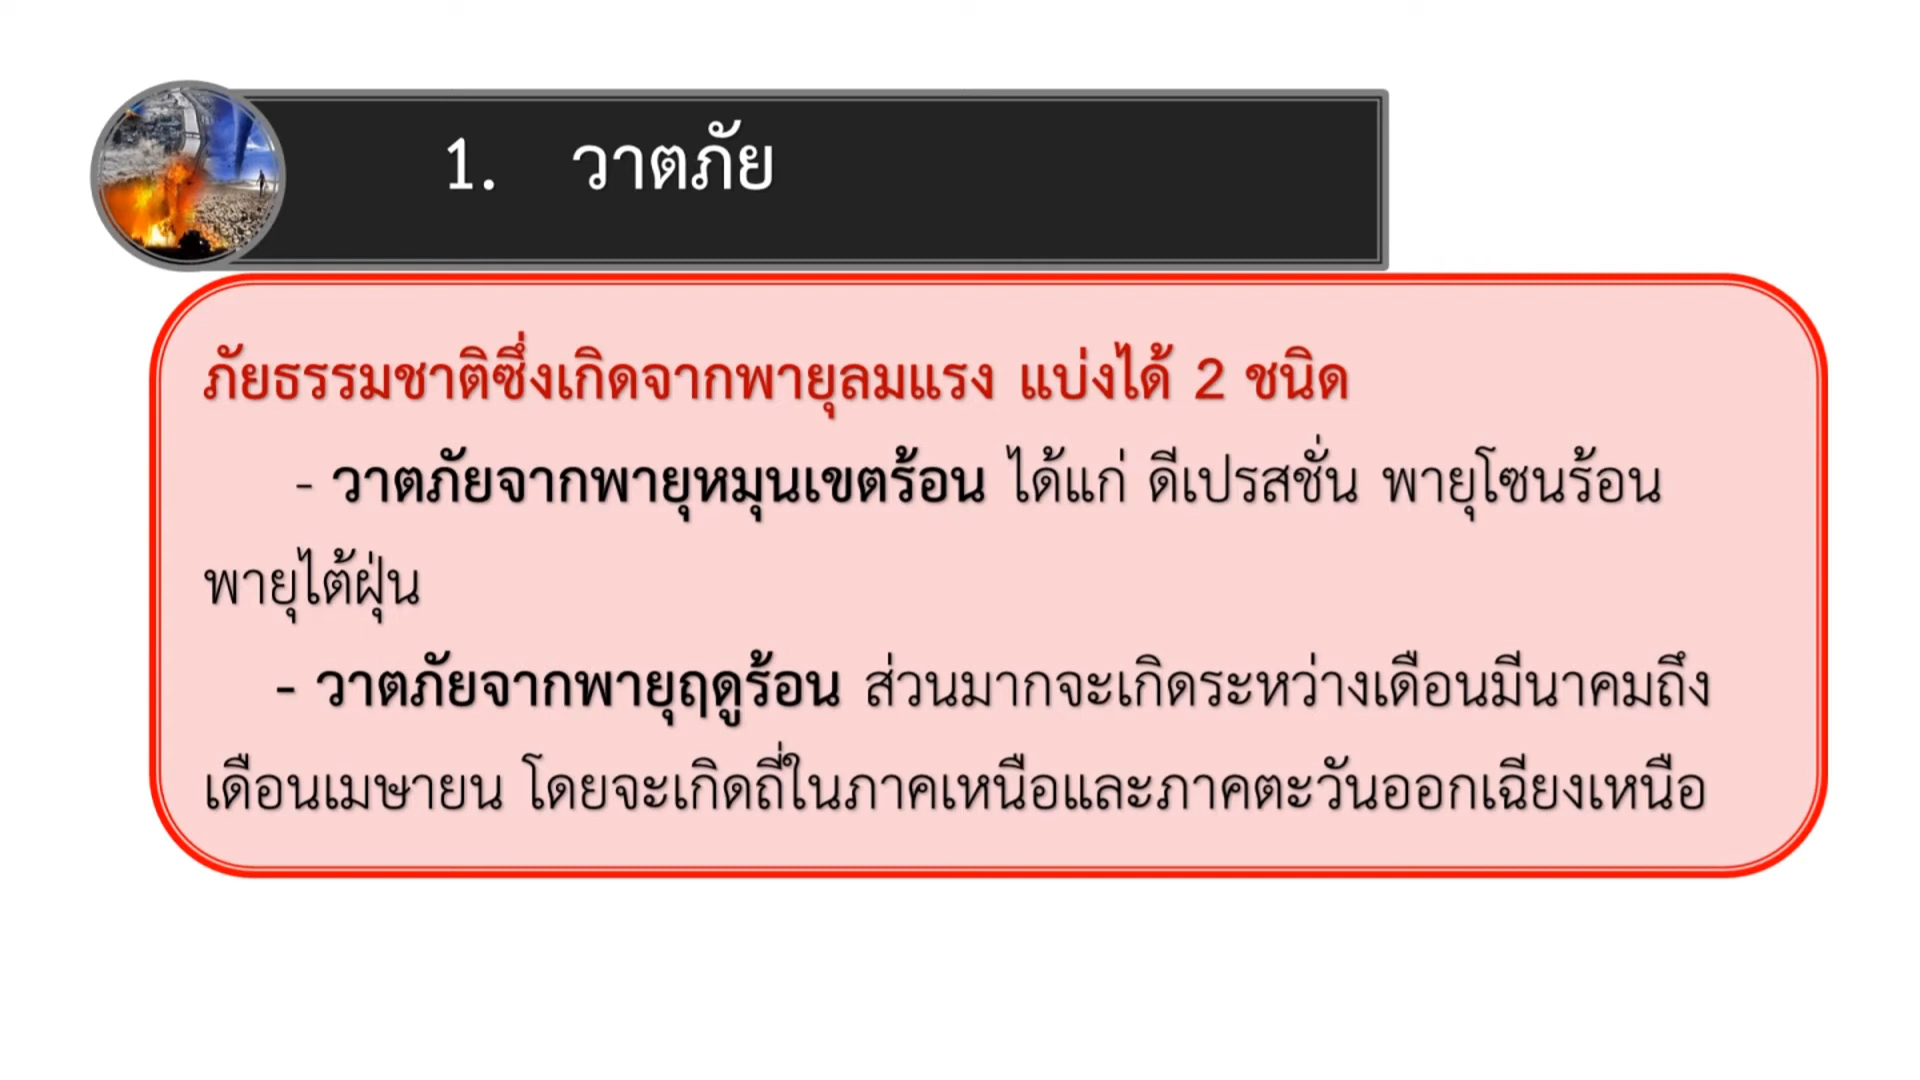 1. วาตภัย
ภัยธรรมชาติซึ่งเกิดจากพายุลมแรง แบ่งได้ 2 ชนิด
- วาตภัยจากพายุหมุนเขตร้อน ได้แก่ ดีเปรสชั่น พายุโซนร้อน
พายุไต้ฝุ่น
- วาตภัยจากพายุฤดูร้อน ส่วนมากจะเกิดระหว่างเดือนมีนาคมถึง
เดือนเมษายน โดยจะเกิดถี่ในภาคเหนือและภาคตะวันออกเฉียงเหนือ